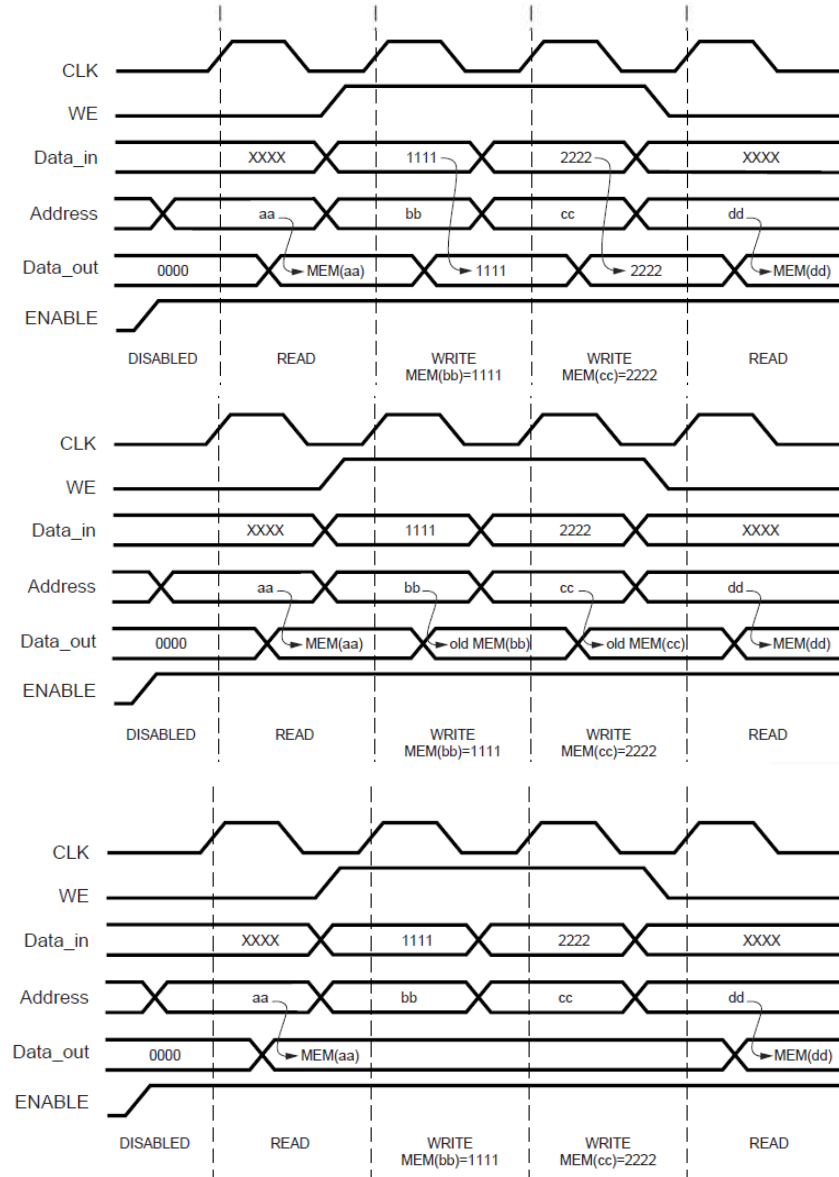 CLK
WE
Data_in XXXX 1111 2222 XXXX
Address aa bb cc dd
Data_out 0000 MEM(aa) 1111 2222 MEM(dd)
ENABLE
DISABLED READ WRITE WRITE READ
MEM(bb)=1111 MEM(cc)=2222
CLK
WE
Data_in XXXX 1111 2222 XXXX
Address aa bb cc dd
Data_out 0000 MEM(aa) old MEM(bb) old MEM(cc) MEM(dd)
ENABLE
DISABLED READ WRITE WRITE READ
MEM(bb)=1111 MEM(cc)=2222
CLK
WE
Data_in XXXX 1111 2222 XXXX
Address aa bb cc dd
Data_out 0000 MEM(aa) MEM(dd)
ENABLE
DISABLED READ WRITE WRITE READ
MEM(bb)=1111 MEM(cc)=2222